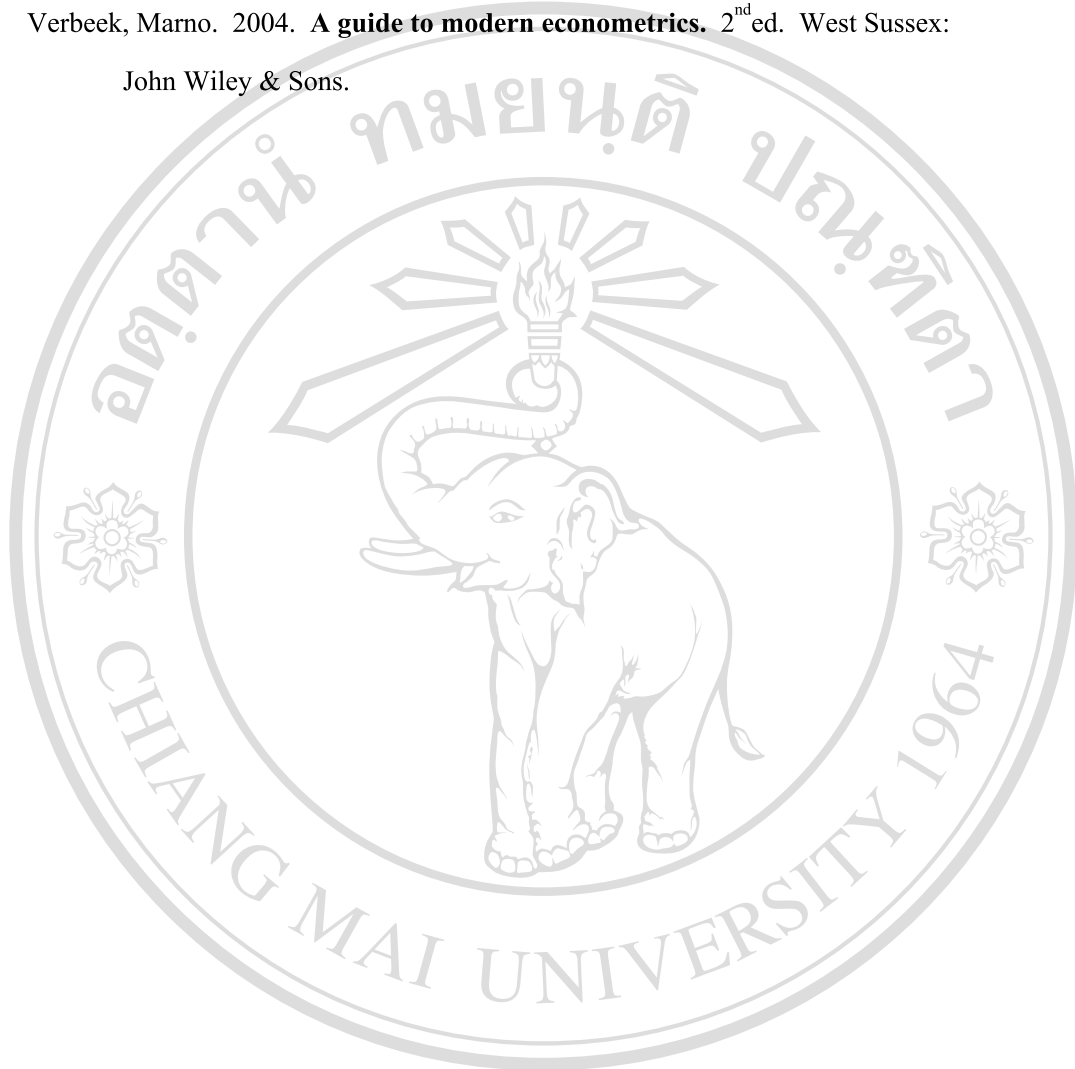 Verbeek, Marno.  2004.  A guide to modern econometrics.  2nd ed.  West Sussex:
John Wiley & Sons.
อตฺตานํ ทมยนฺติ ปณฺฑิตา
CHIANG MAI UNIVERSITY 1964